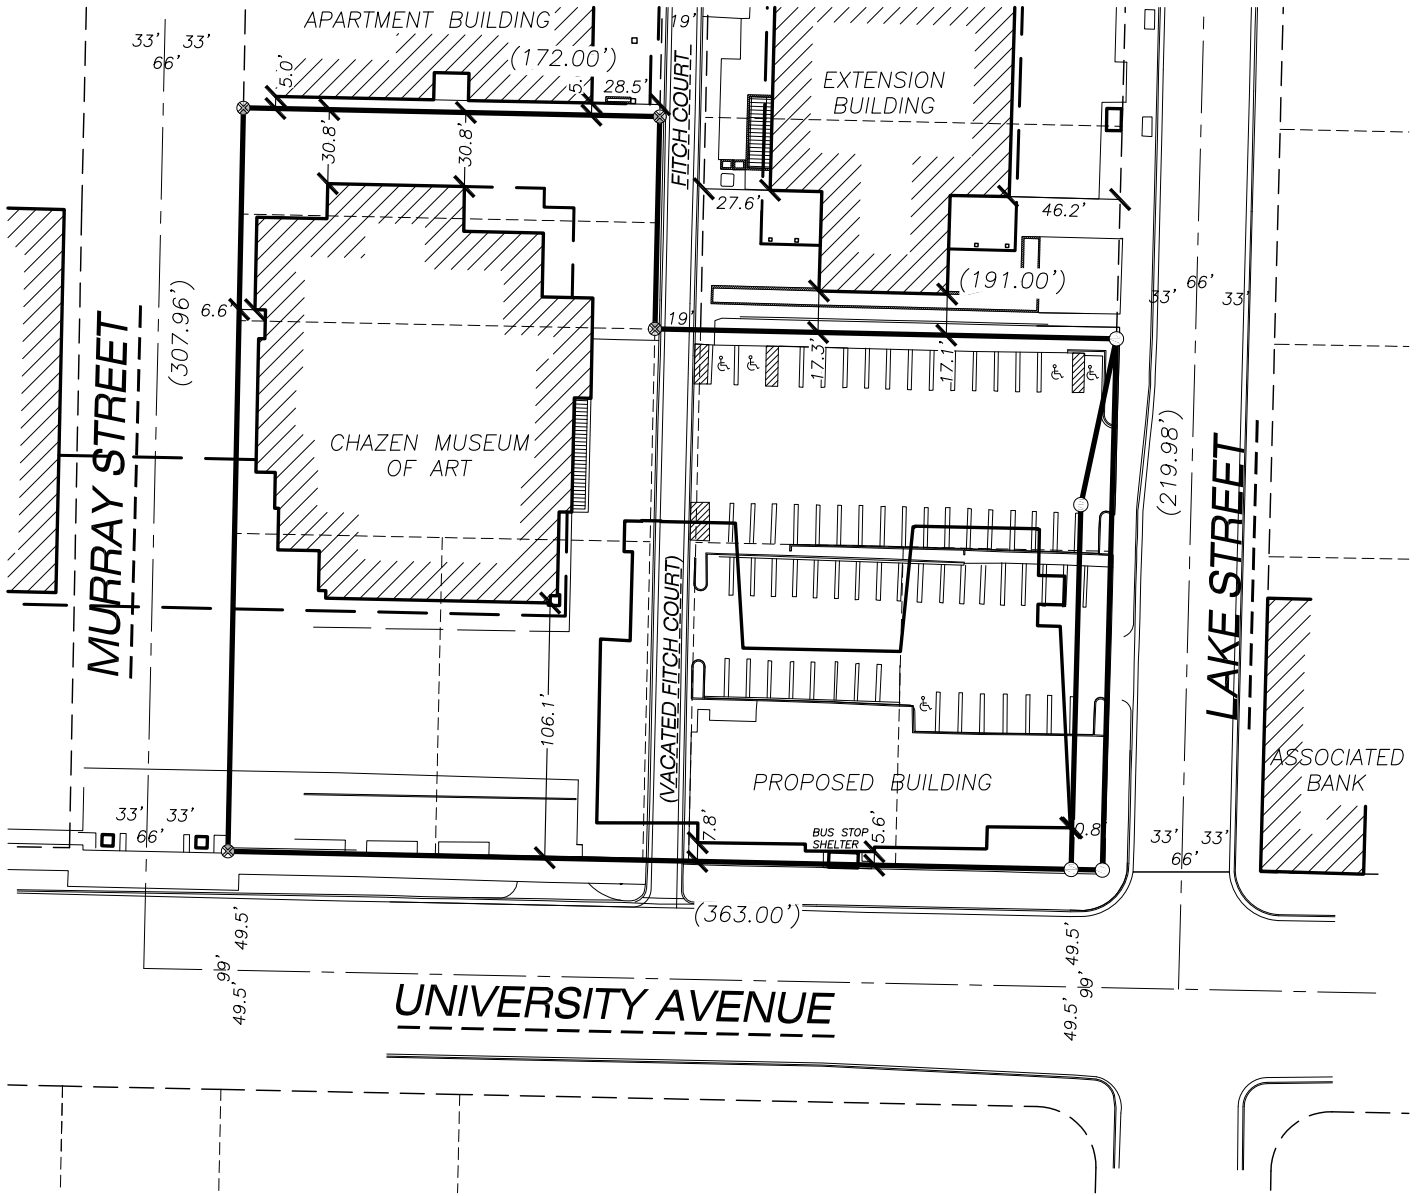 APARTMENT BUILDING
33'
33'
66'
(172.00')
5.0'
5.
28.5'
19'
FITCH COURT
EXTENSION
BUILDING
30.8'
30.8'
27.6'
46.2'
(191.00')
66'
33'
33'
6.6'
(307.96')
19'
17.3'
17.1'
MURRAY STREET
CHAZEN MUSEUM
OF ART
(219.98')
LAKE STREET
(VACATED FITCH COURT)
106.1'
PROPOSED BUILDING
ASSOCIATED
BANK
33'
33'
66'
7.8'
BUS STOP
SHELTER
5.6'
0.8'
33'
33'
66'
(363.00')
49.5'
99'
49.5'
49.5'
99'
49.5'
UNIVERSITY AVENUE